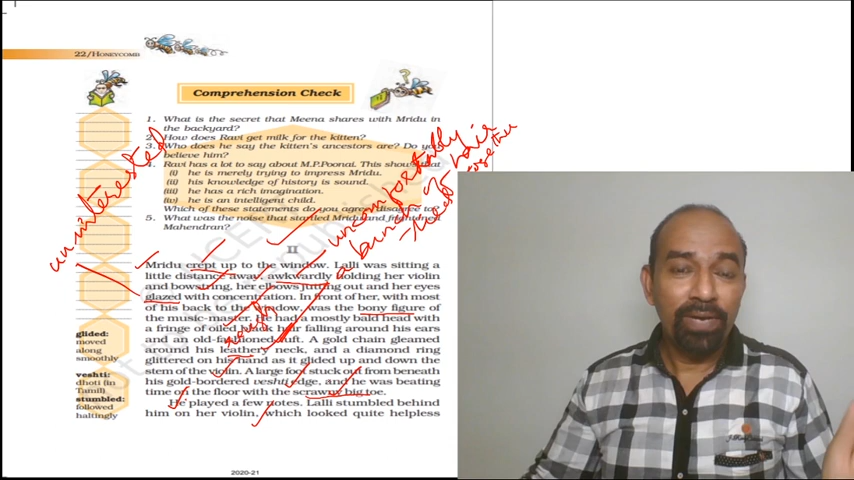 22/HONEYCOMB
Comprehension Check
1. What is the secret that Meena shares with Mridu in
the backyard?
2. How does Ravi get milk for the kitten?
3. Who does he say the kitten's ancestors are? Do you
believe him?
4. Ravi has a lot to say about M.P.Poonai. This shows that
(i) he is merely trying to impress Mridu.
(ii) his knowledge of history is sound.
(iii) he has a rich imagination.
(iv) he is an intelligent child.
Which of these statements do you agree/disagree to?
5. What was the noise that startled Mridu and frightened
Mahendran?
uninterested
uncomfortably
a bunch of hair
tied together
II
Mridu crept up to the window. Lalli was sitting a
little distance away, awkwardly holding her violin
and bowstring, her elbows jutting out and her eyes
glazed with concentration. In front of her, with most
of his back to the window, was the bony figure of
the music-master. He had a mostly bald head with
a fringe of oiled black hair falling around his ears
and an old-fashioned tuft. A gold chain gleamed
around his leathery neck, and a diamond ring
glittered on his hand as it glided up and down the
stem of the violin. A large foot stuck out from beneath
his gold-bordered veshti edge, and he was beating
time on the floor with the scrawny big toe.
He played a few notes. Lalli stumbled behind
him on her violin, which looked quite helpless
rough
glided:
moved
along
smoothly
veshti:
dhoti (in
Tamil)
stumbled:
followed
haltingly
2020-21